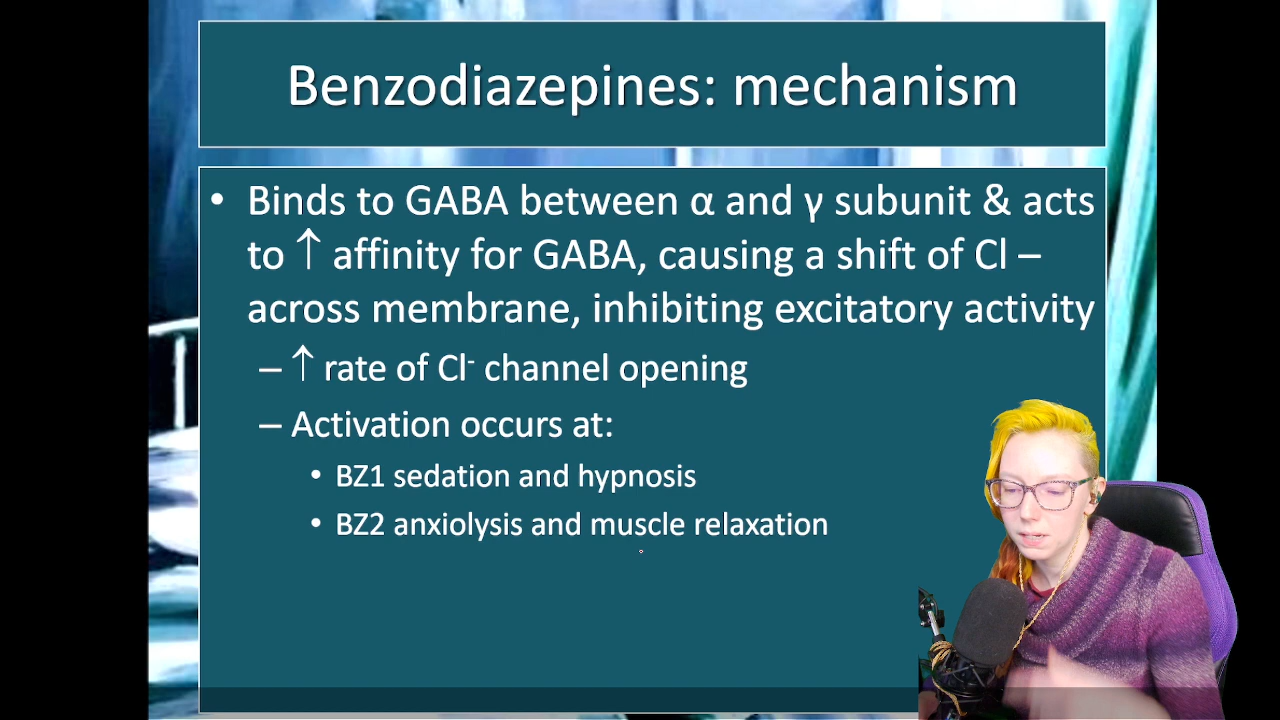 Benzodiazepines: mechanism
• Binds to GABA between α and γ subunit & acts
to ↑ affinity for GABA, causing a shift of Cl –
across membrane, inhibiting excitatory activity
– ↑ rate of Cl⁻ channel opening
– Activation occurs at:
• BZ1 sedation and hypnosis
• BZ2 anxiolysis and muscle relaxation